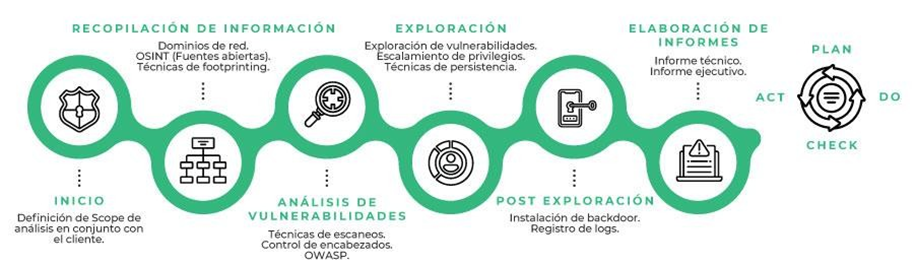 RECOPILACIÓN DE INFORMACIÓN
Dominios de red.
OSINT (Fuentes abiertas).
Técnicas de footprinting.
EXPLORACIÓN
Exploración de vulnerabilidades.
Escalamiento de privilegios.
Técnicas de persistencia.
ELABORACIÓN DE
INFORMES
Informe técnico.
Informe ejecutivo.
PLAN
ACT
DO
CHECK
INICIO
Definición de Scope de
análisis en conjunto con
el cliente.
ANÁLISIS DE
VULNERABILIDADES
Técnicas de escaneos.
Control de encabezados.
OWASP.
POST EXPLORACIÓN
Instalación de backdoor.
Registro de logs.